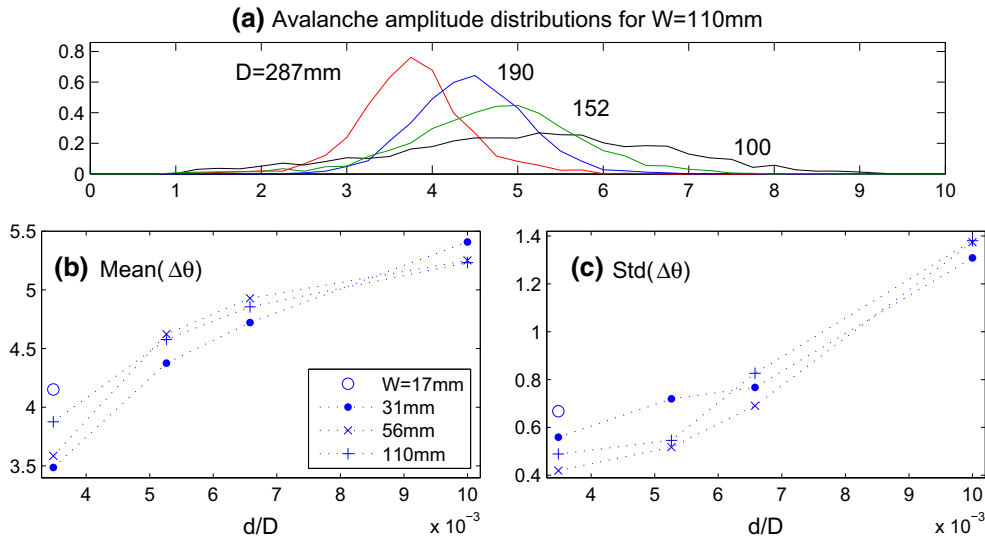 (a) Avalanche amplitude distributions for W=110mm
0.8
0.6
0.4
0.2
0
D=287mm
190
152
100
0 1 2 3 4 5 6 7 8 9 10
(b) Mean(Δθ)
5.5
5
4.5
4
3.5
W=17mm
31mm
56mm
110mm
4 5 6 7 8 9 10
d/D
x 10⁻³
(c) Std(Δθ)
1.4
1.2
1
0.8
0.6
0.4
4 5 6 7 8 9 10
d/D
x 10⁻³